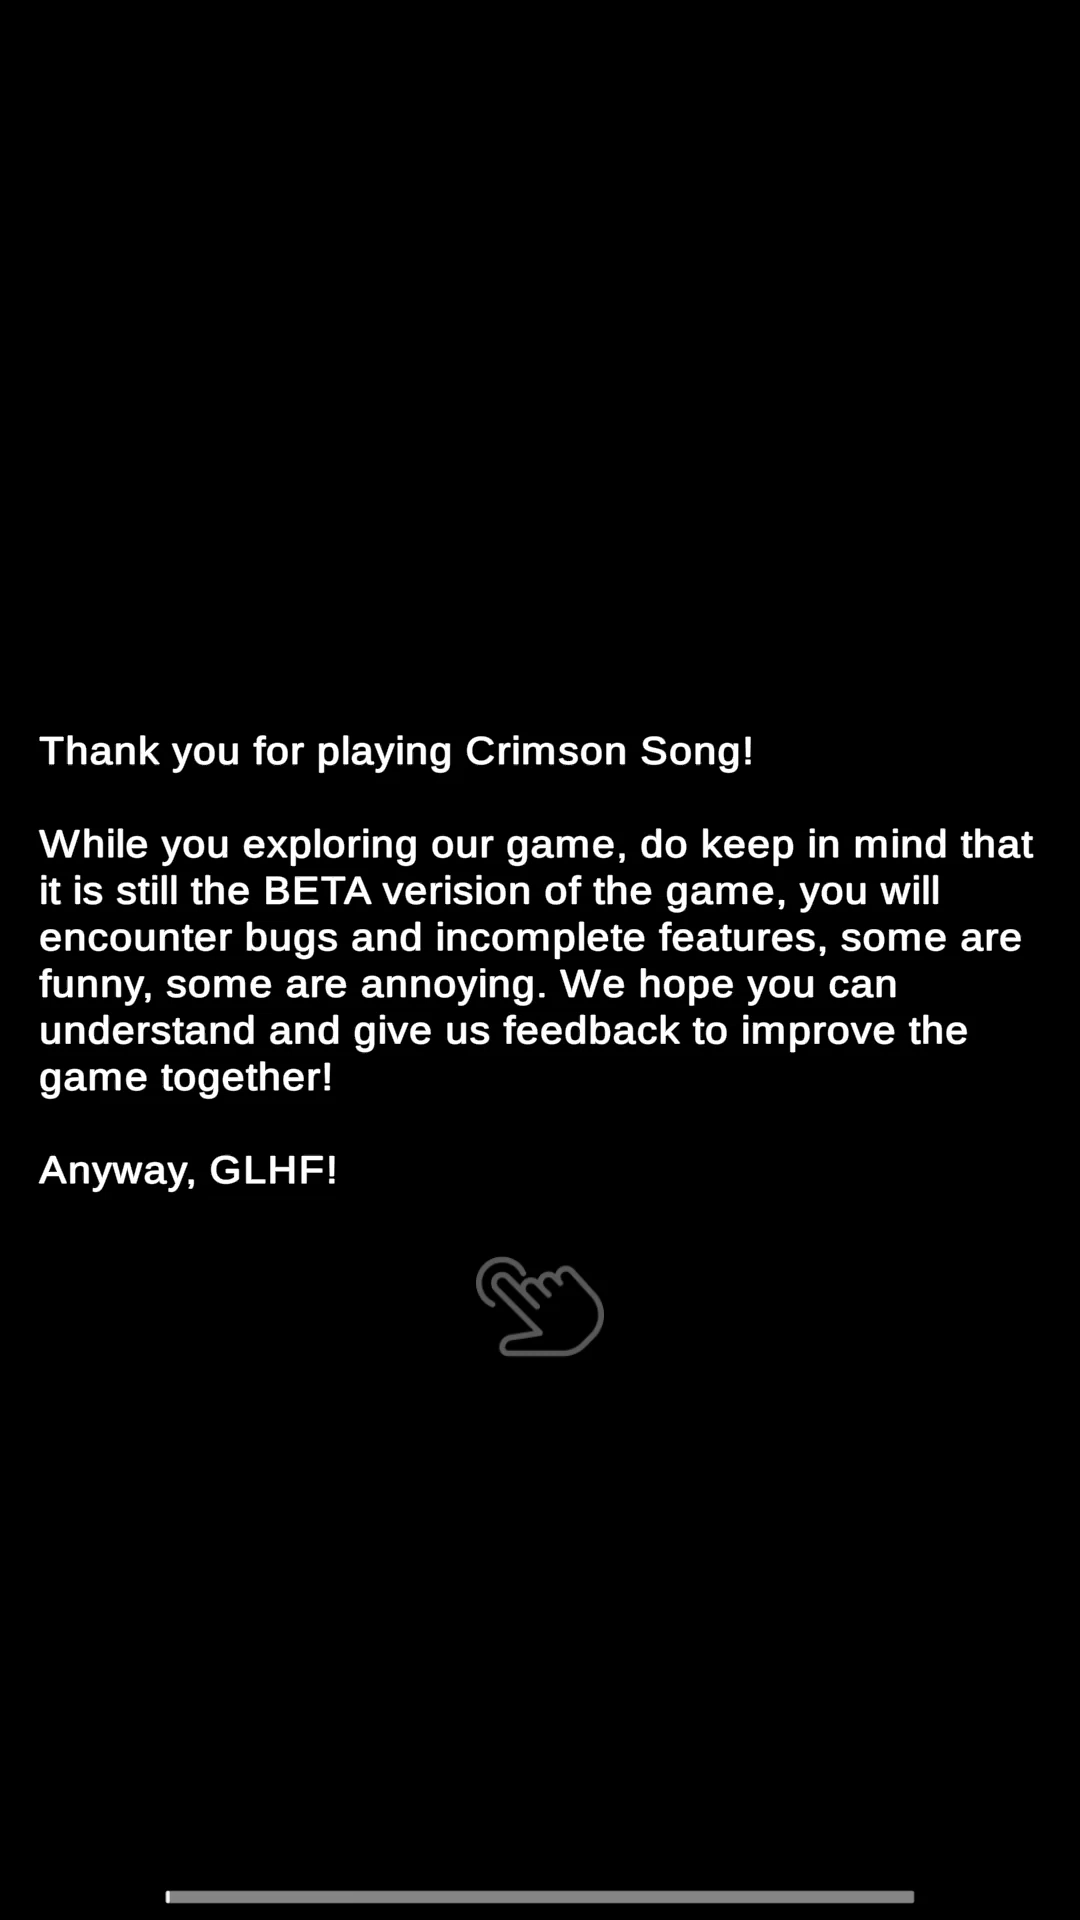 Thank you for playing Crimson Song!
While you exploring our game, do keep in mind that
it is still the BETA verision of the game, you will
encounter bugs and incomplete features, some are
funny, some are annoying. We hope you can
understand and give us feedback to improve the
game together!
Anyway, GLHF!